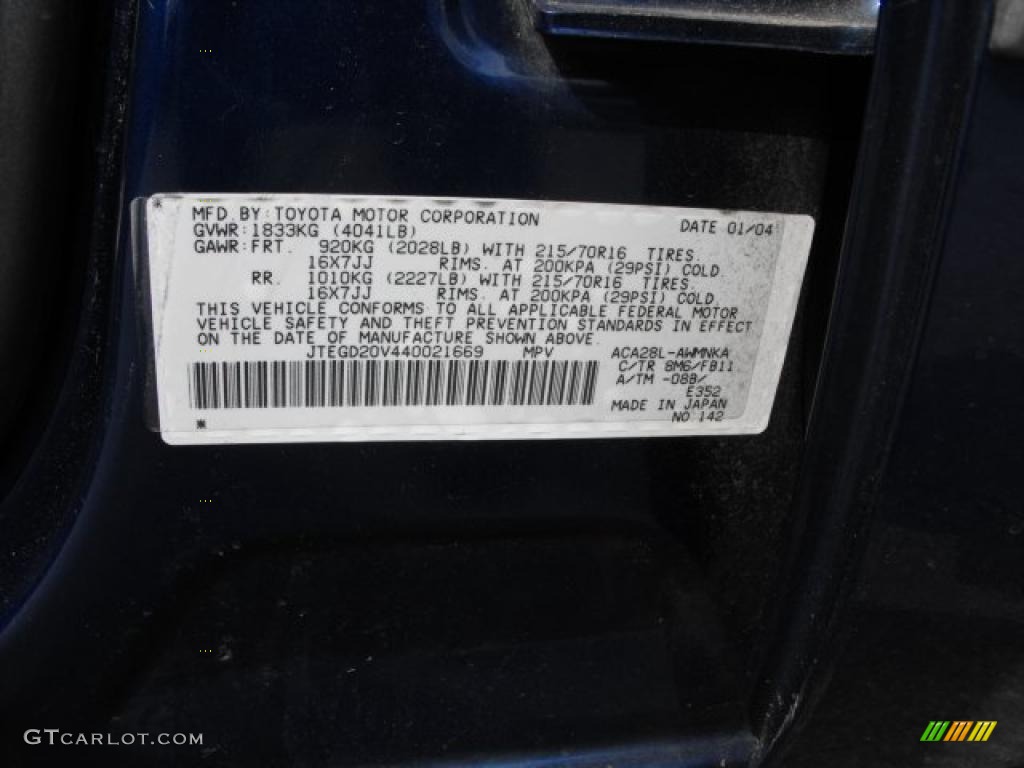 MFD. BY: TOYOTA MOTOR CORPORATION DATE 01/04
GVWR: 1833KG (4041LB)
GAWR: FRT. 920KG (2028LB) WITH 215/70R16 TIRES.
16X7JJ RIMS. AT 200KPA (29PSI) COLD
RR. 1010KG (2227LB) WITH 215/70R16 TIRES.
16X7JJ RIMS. AT 200KPA (29PSI) COLD
THIS VEHICLE CONFORMS TO ALL APPLICABLE FEDERAL MOTOR
VEHICLE SAFETY AND THEFT PREVENTION STANDARDS IN EFFECT
ON THE DATE OF MANUFACTURE SHOWN ABOVE.
JTEGD20V440021669 MPV ACA28L-AWMNKA
C/TR 8M6/FB11
A/TM -08B/
E352
MADE IN JAPAN
NO.142
GTCARLOT.COM